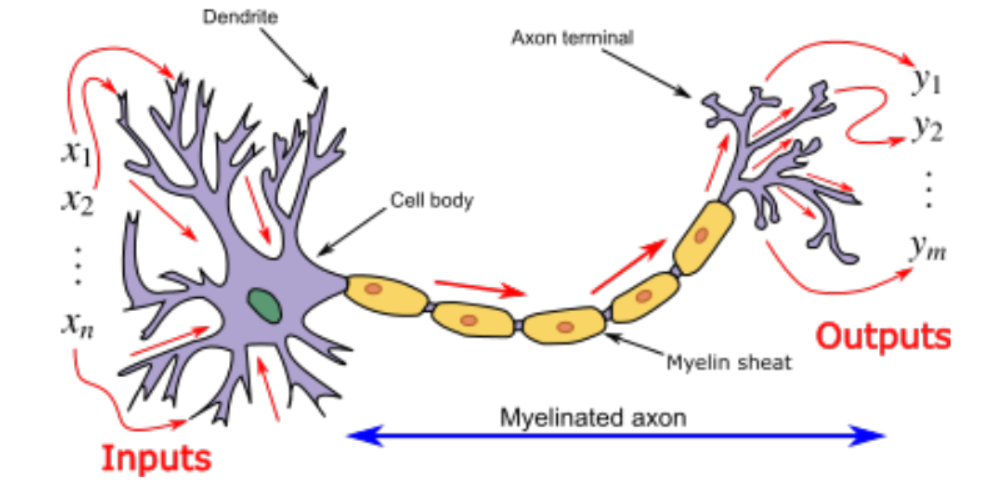 Dendrite
Axon terminal
y1
x1
y2
x2
Cell body
⋮
⋮
ym
xn
Outputs
Myelin sheat
Myelinated axon
Inputs